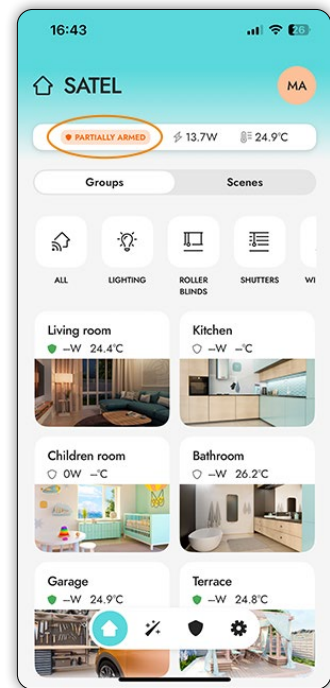 16:43
26
SATEL
MA
PARTIALLY ARMED
13.7W
24.9°C
Groups
Scenes
ALL
LIGHTING
ROLLER
BLINDS
SHUTTERS
WI
Living room
–W 24.4°C
Kitchen
–W –°C
Children room
0W –°C
Bathroom
–W 26.2°C
Garage
–W 24.9°C
Terrace
–W 24.8°C